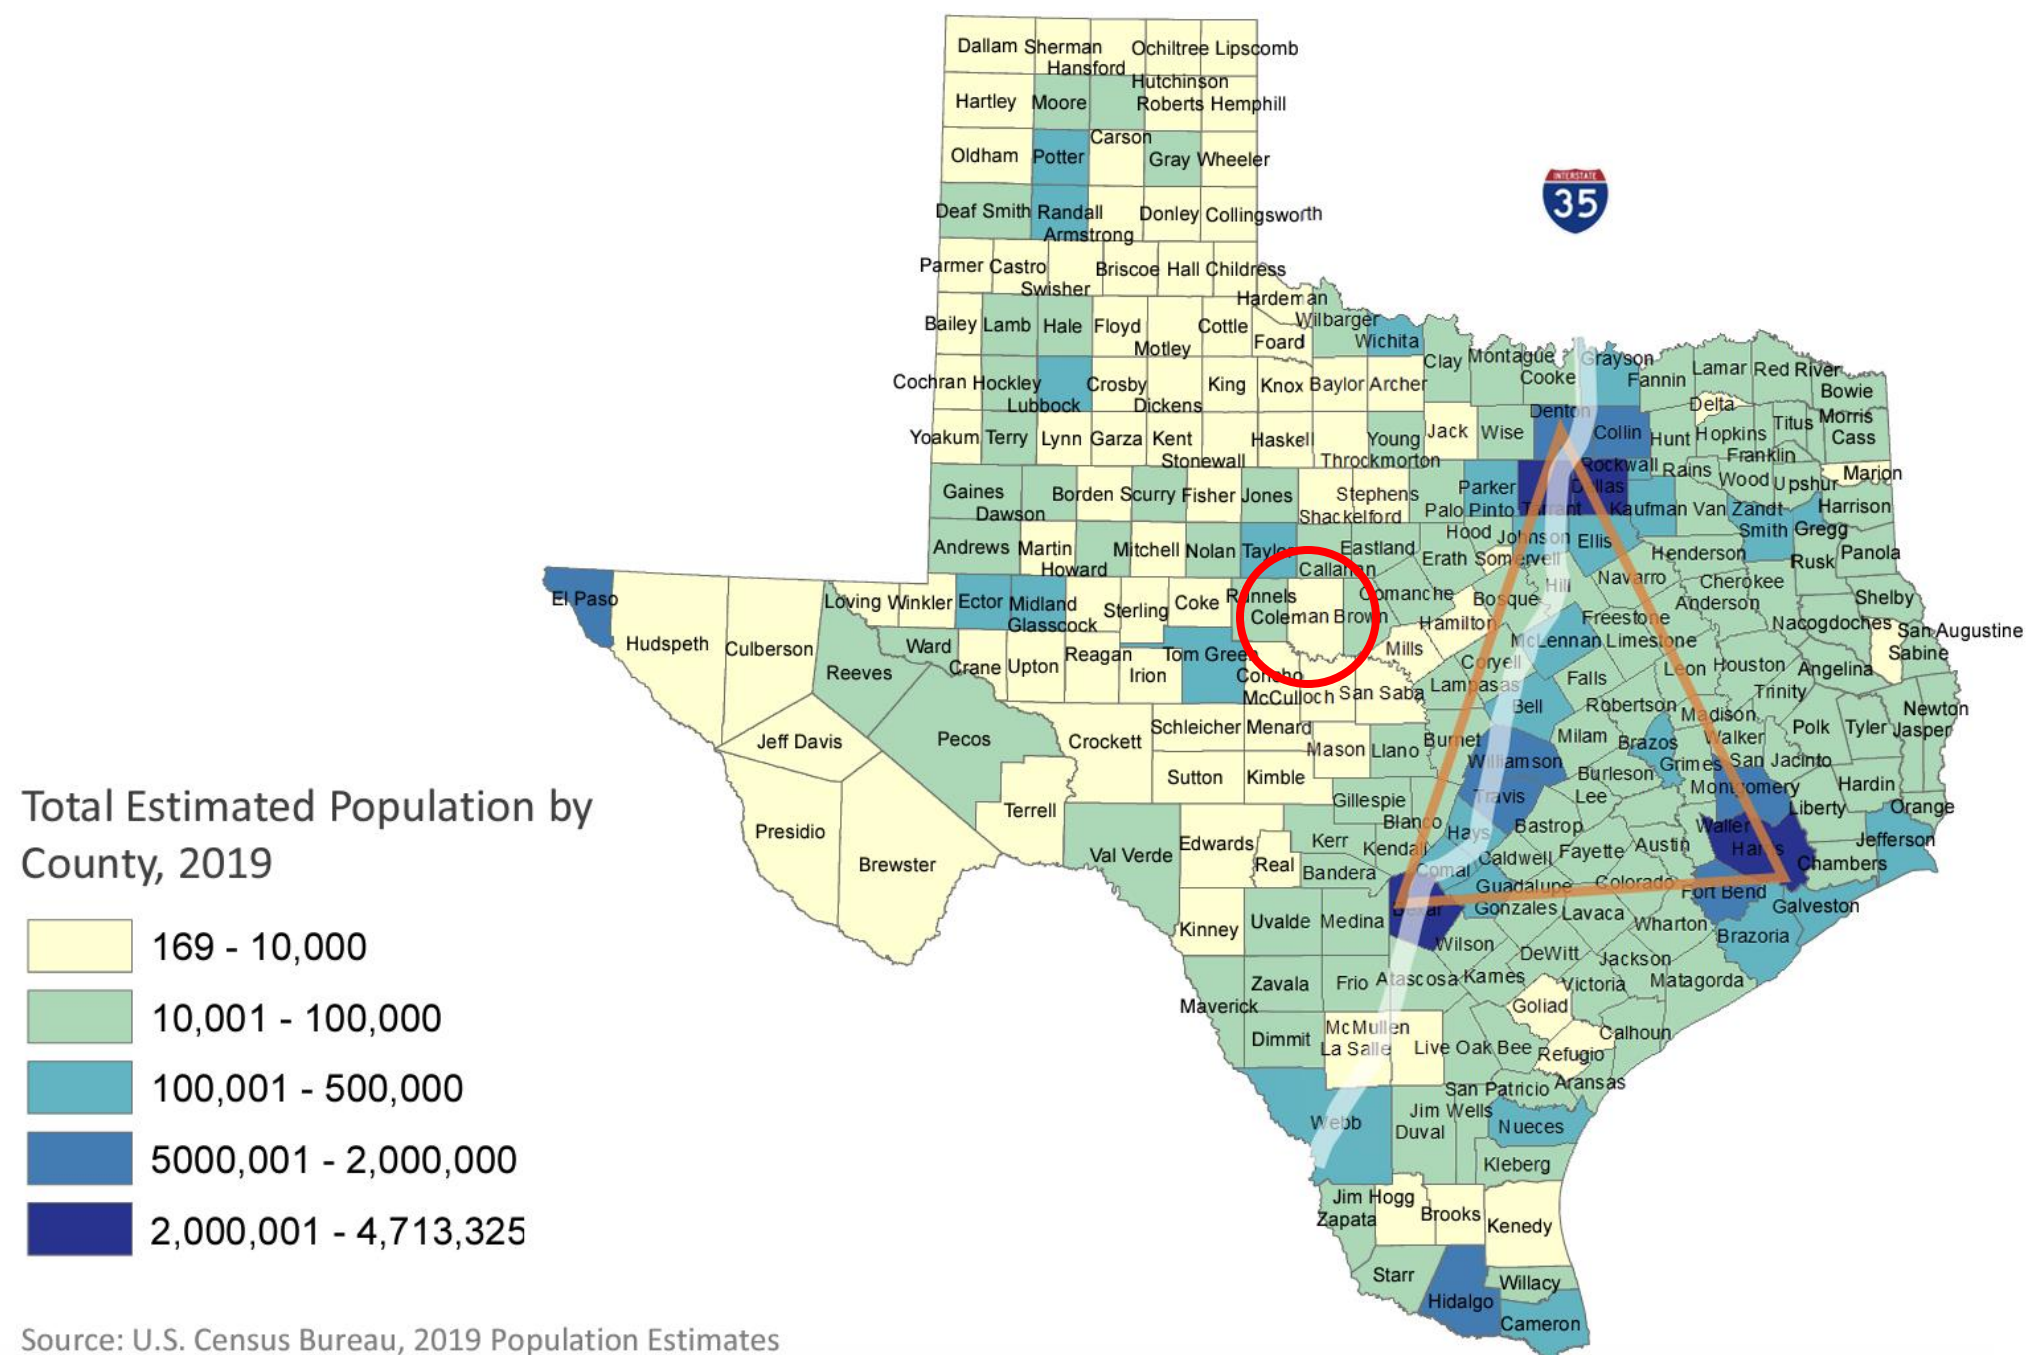 Dallam Sherman Ochiltree Lipscomb
Hansford
Hutchinson
Hartley Moore Roberts Hemphill
Carson
Oldham Potter Gray Wheeler
INTERSTATE
35
Deaf Smith Randall Donley Collingsworth
Armstrong
Parmer Castro Briscoe Hall Childress
Swisher
Hardeman
Bailey Lamb Hale Floyd Cottle Wilbarger
Motley Foard Wichita
Clay Montague Grayson
Cooke Fannin Lamar Red River
Bowie
Cochran Hockley Crosby King Knox Baylor Archer
Lubbock Dickens
Denton Delta Morris
Yoakum Terry Lynn Garza Kent Haskell Young Jack Wise Collin Hunt Hopkins Titus Cass
Stonewall Throckmorton Franklin
Rockwall Rains Wood Upshur Marion
Gaines Borden Scurry Fisher Jones Stephens Parker Dallas
Dawson Shackelford Palo Pinto Tarrant Kaufman Van Zandt Harrison
Smith Gregg
Andrews Martin Mitchell Nolan Taylor Eastland Hood Johnson Ellis
Howard Callahan Erath Somervell Henderson Rusk Panola
El Paso Loving Winkler Ector Midland Sterling Coke Runnels Comanche Bosque Hill Navarro Cherokee Shelby
Glasscock Coleman Brown Hamilton Freestone Anderson Nacogdoches San Augustine
Hudspeth Culberson Ward Reagan Tom Green Mills McLennan Limestone Sabine
Reeves Crane Upton Irion Concho Coryell Falls Leon Houston Angelina
McCulloch San Saba Lampasas Trinity
Bell Robertson Madison Newton
Jeff Davis Pecos Crockett Schleicher Menard Mason Llano Burnet Milam Brazos Walker Polk Tyler Jasper
Williamson Grimes San Jacinto
Sutton Kimble Burleson Montgomery Hardin
Terrell Gillespie Travis Lee Liberty Orange
Presidio Blanco Hays Bastrop Waller Jefferson
Val Verde Edwards Kerr Kendall Caldwell Fayette Austin Harris
Brewster Real Bandera Comal Chambers
Guadalupe Colorado Fort Bend
Kinney Uvalde Medina Bexar Gonzales Lavaca Wharton Galveston
Wilson Brazoria
DeWitt Jackson
Zavala Frio Atascosa Karnes Victoria Matagorda
Maverick Goliad
Dimmit McMullen Calhoun
La Salle Live Oak Bee Refugio
San Patricio Aransas
Webb Jim Wells
Duval Nueces
Kleberg
Jim Hogg
Zapata Brooks Kenedy
Starr Willacy
Hidalgo
Cameron
Total Estimated Population by
County, 2019
169 - 10,000
10,001 - 100,000
100,001 - 500,000
5000,001 - 2,000,000
2,000,001 - 4,713,325
Source: U.S. Census Bureau, 2019 Population Estimates